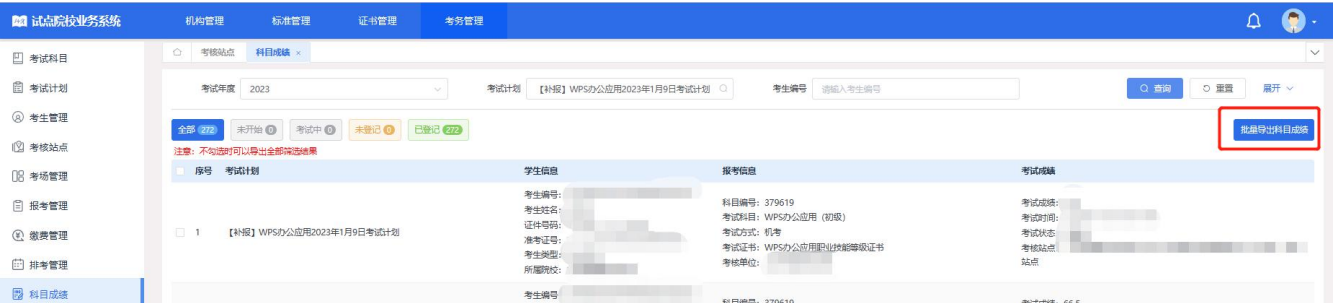 试点院校业务系统 机构管理 标准管理 证书管理 考务管理
考试科目
考试计划
考生管理
考核站点
考场管理
报考管理
缴费管理
排考管理
科目成绩
考核站点 科目成绩 ×
考试年度 2023 考试计划 【补报】WPS办公应用2023年1月9日考试计划 考生编号 请输入考生编号 查询 重置 展开
全部 272 未开始 0 考试中 0 未登记 0 已登记 272 批量导出科目成绩
注意：不勾选时可以导出全部筛选结果
序号 考试计划 学生信息 报考信息 考试成绩
1 【补报】WPS办公应用2023年1月9日考试计划
考生编号:
考生姓名:
证件号码:
准考证号:
考生类型:
所属院校:
科目编号: 379619
考试科目: WPS办公应用（初级）
考试方式: 机考
考试证书: WPS办公应用职业技能等级证书
考核单位:
考试成绩:
考试时间:
考试状态:
考核站点:
站点
考生编号:
科目编号: 379619
考试成绩: 66.5